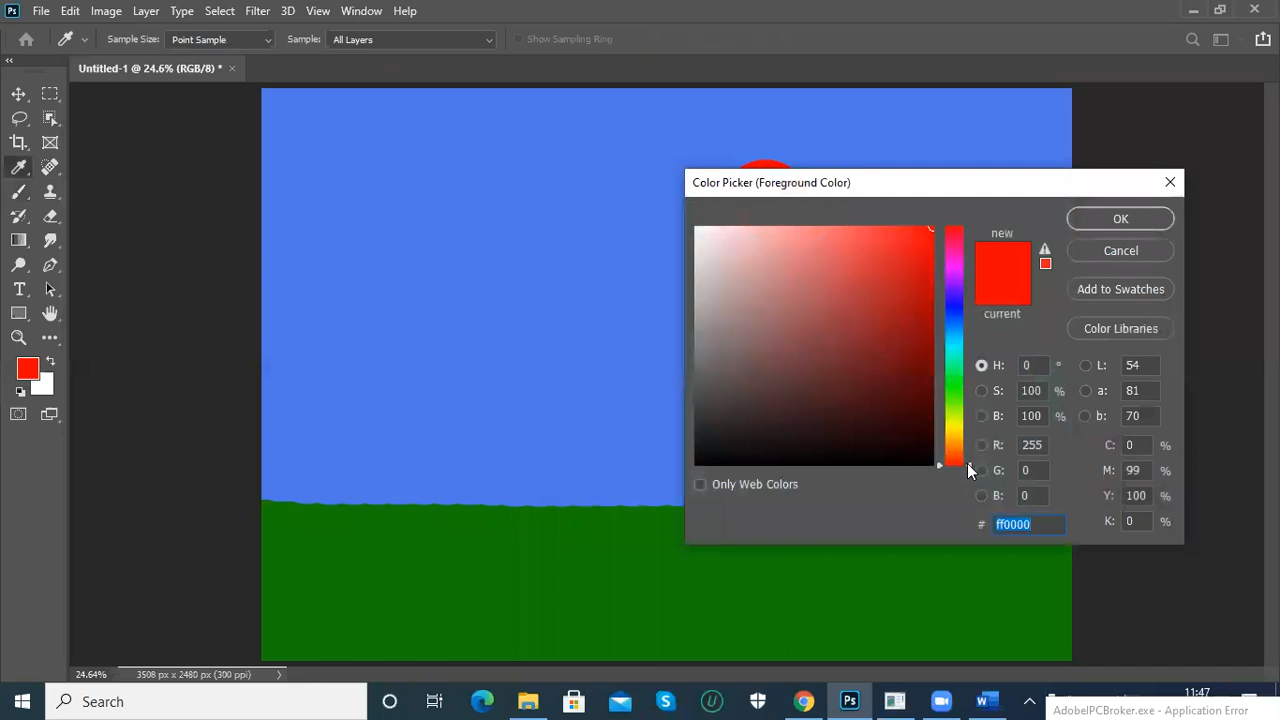 Ps File Edit Image Layer Type Select Filter 3D View Window Help
Sample Size: Point Sample Sample: All Layers Show Sampling Ring
Untitled-1 @ 24.6% (RGB/8) *
Color Picker (Foreground Color)
new
current
OK
Cancel
Add to Swatches
Color Libraries
H: 0 °
S: 100 %
B: 100 %
R: 255
G: 0
B: 0
# ff0000
L: 54
a: 81
b: 70
C: 0 %
M: 99 %
Y: 100 %
K: 0 %
Only Web Colors
24.64% 3508 px x 2480 px (300 ppi)
Search
Ps
11:47
AdobeIPCBroker.exe - Application Error